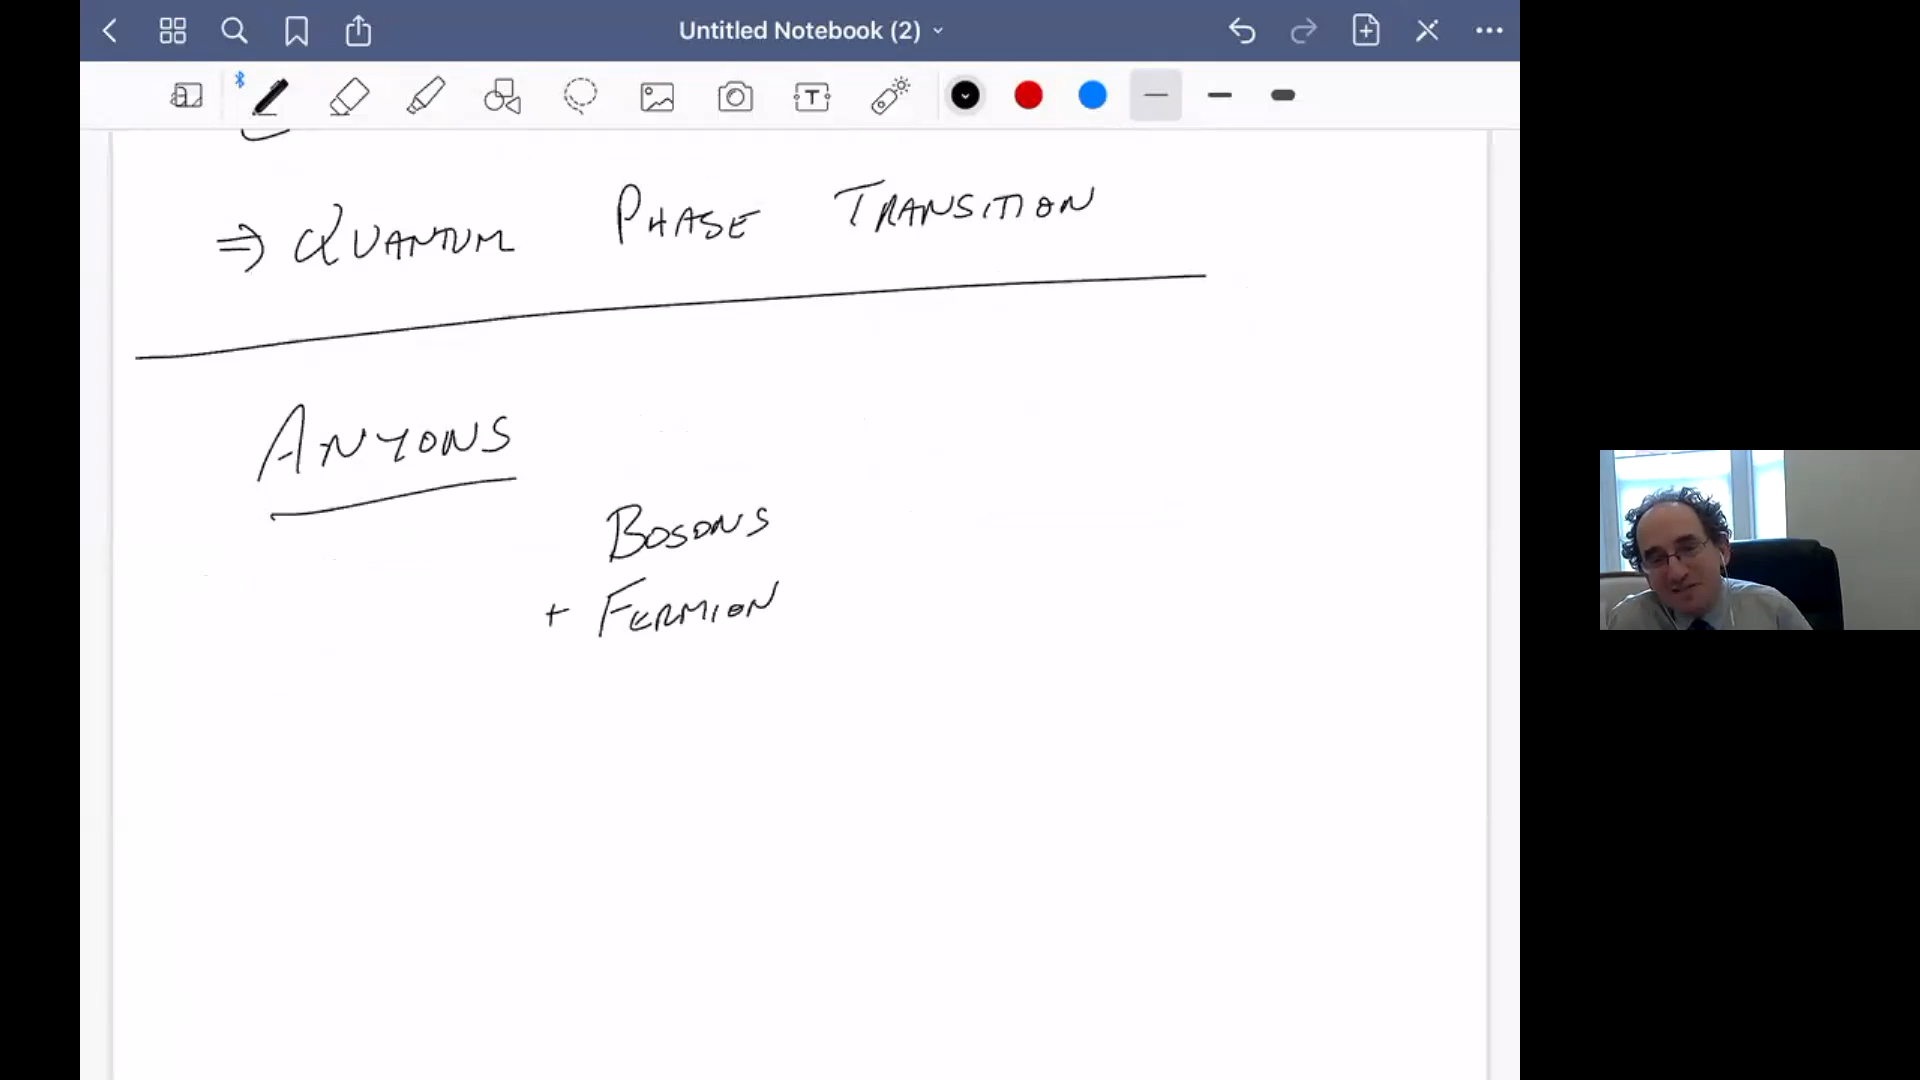 Untitled Notebook (2)
⇒ QUANTUM PHASE TRANSITION
ANYONS
BOSONS
+ FERMION